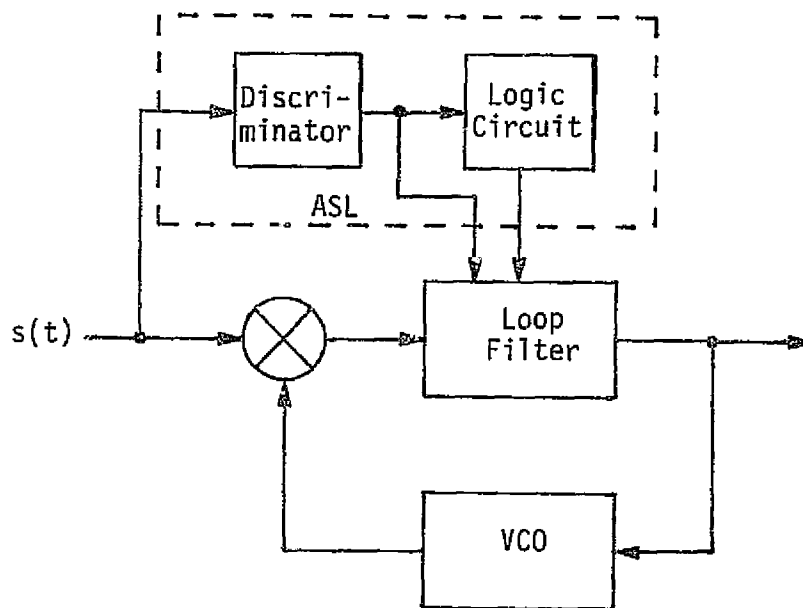 Discri-
minator
Logic
Circuit
ASL
s(t)
Loop
Filter
VCO